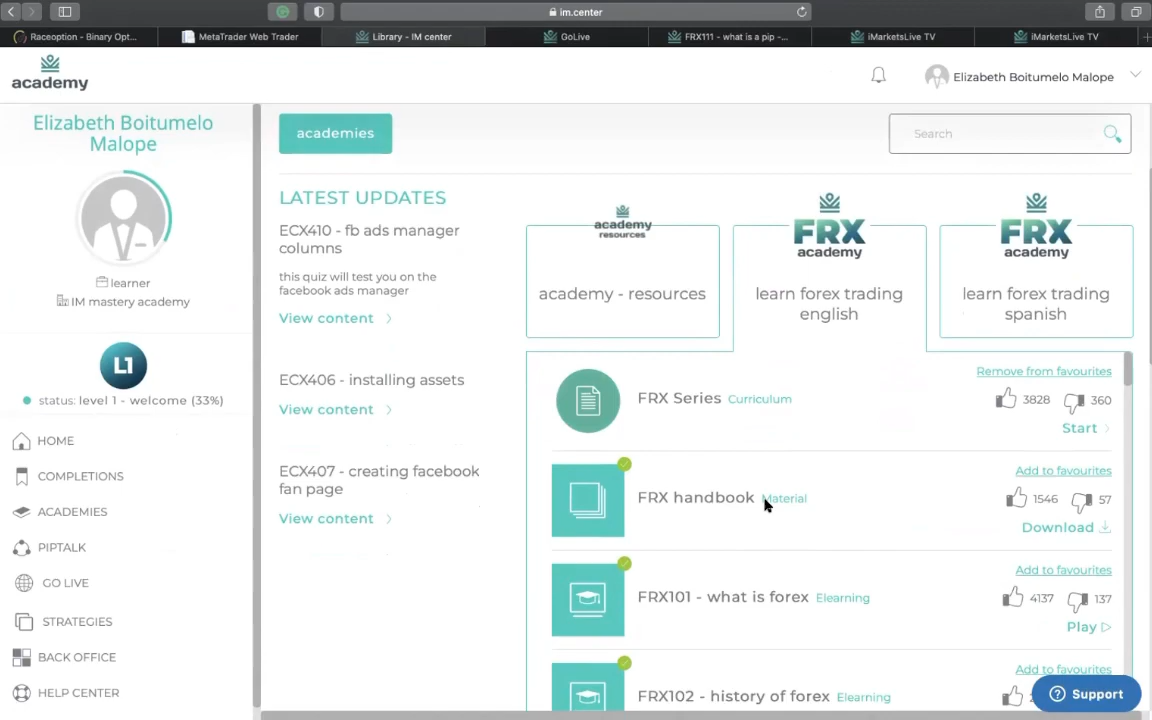 im.center
Raceoption - Binary Opt...
MetaTrader Web Trader
Library - IM center
GoLive
FRX111 - what is a pip -...
iMarketsLive TV
iMarketsLive TV
academy
Elizabeth Boitumelo Malope
Elizabeth Boitumelo
Malope
learner
IM mastery academy
L1
status: level 1 - welcome (33%)
HOME
COMPLETIONS
ACADEMIES
PIPTALK
GO LIVE
STRATEGIES
BACK OFFICE
HELP CENTER
academies
Search
LATEST UPDATES
ECX410 - fb ads manager
columns
this quiz will test you on the
facebook ads manager
View content
ECX406 - installing assets
View content
ECX407 - creating facebook
fan page
View content
academy
resources
academy - resources
FRX
academy
learn forex trading
english
FRX
academy
learn forex trading
spanish
Remove from favourites
FRX Series Curriculum
3828 360
Start
Add to favourites
FRX handbook Material
1546 57
Download
Add to favourites
FRX101 - what is forex Elearning
4137 137
Play
Add to favourites
FRX102 - history of forex Elearning
Support